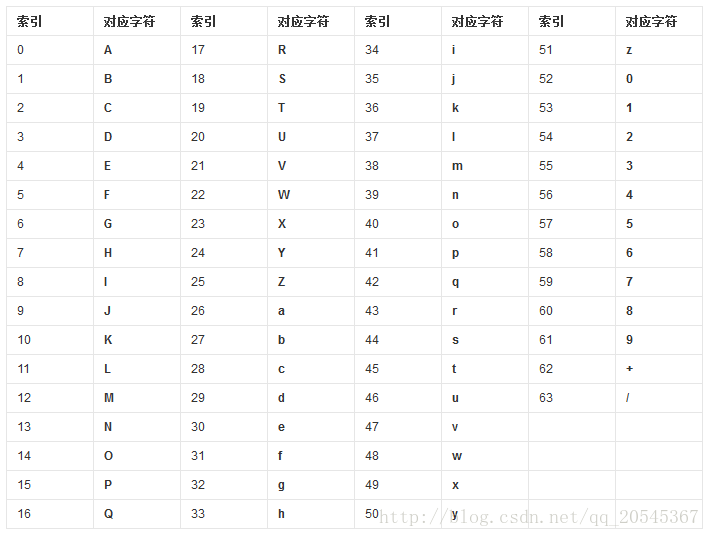 索引 对应字符 索引 对应字符 索引 对应字符 索引 对应字符
0 A 17 R 34 i 51 z
1 B 18 S 35 j 52 0
2 C 19 T 36 k 53 1
3 D 20 U 37 l 54 2
4 E 21 V 38 m 55 3
5 F 22 W 39 n 56 4
6 G 23 X 40 o 57 5
7 H 24 Y 41 p 58 6
8 I 25 Z 42 q 59 7
9 J 26 a 43 r 60 8
10 K 27 b 44 s 61 9
11 L 28 c 45 t 62 +
12 M 29 d 46 u 63 /
13 N 30 e 47 v
14 O 31 f 48 w
15 P 32 g 49 x
16 Q 33 h 50 y
http://blog.csdn.net/qq_20545367